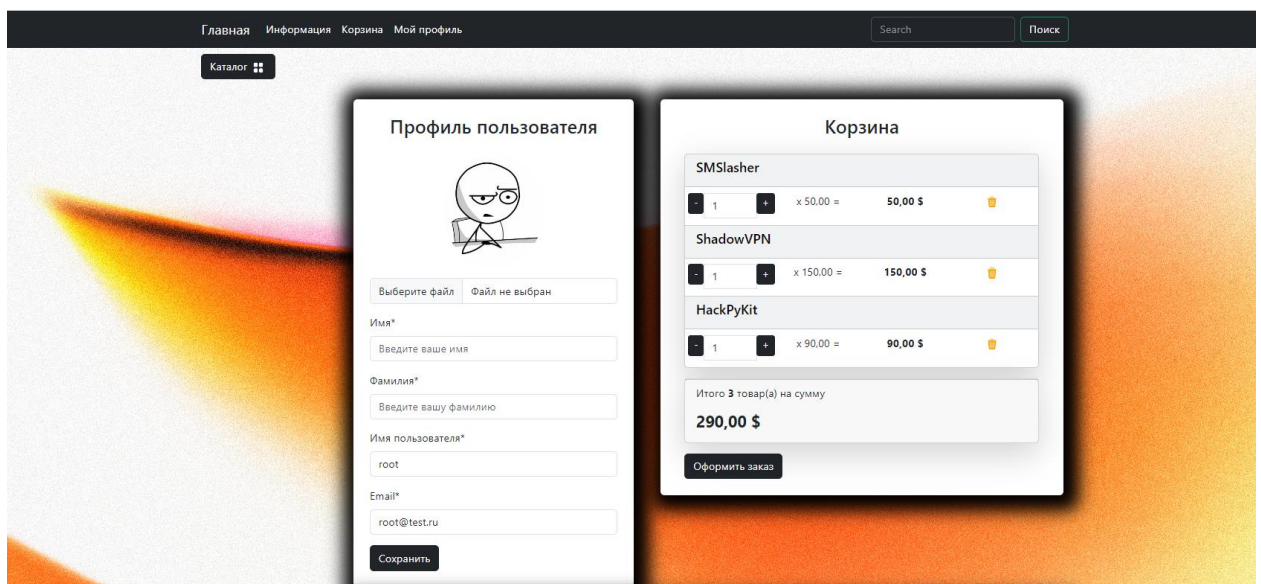 Главная Информация Корзина Мой профиль Search Поиск
Каталог
Профиль пользователя
Выберите файл Файл не выбран
Имя*
Введите ваше имя
Фамилия*
Введите вашу фамилию
Имя пользователя*
root
Email*
root@test.ru
Сохранить
Корзина
SMSlasher
- 1 + x 50,00 = 50,00 $
ShadowVPN
- 1 + x 150,00 = 150,00 $
HackPyKit
- 1 + x 90,00 = 90,00 $
Итого 3 товар(а) на сумму
290,00 $
Оформить заказ